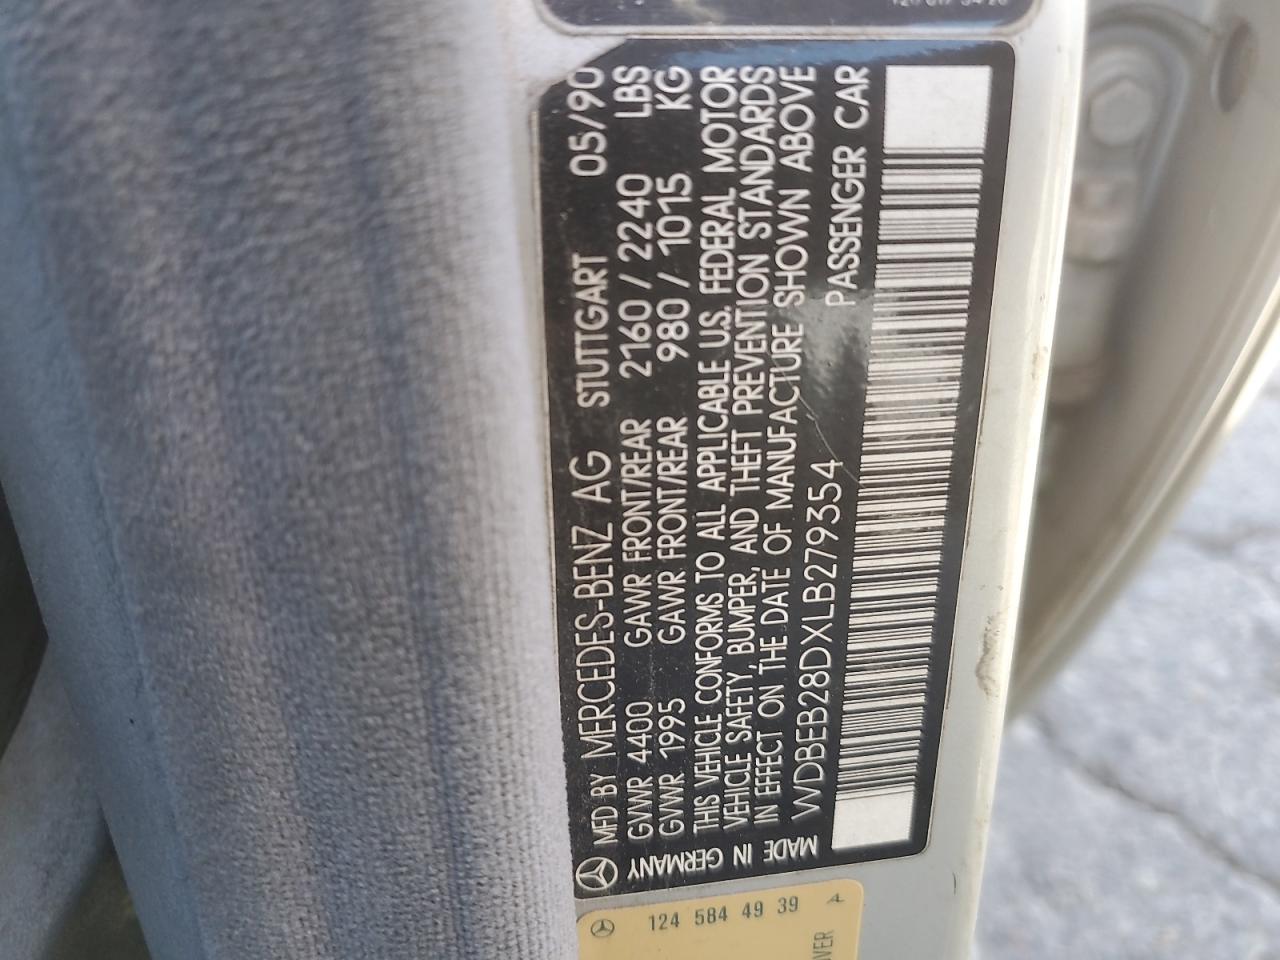 MFD BY MERCEDES-BENZ AG STUTTGART 05/90
GVWR 4400 GAWR FRONT/REAR 2160 / 2240 LBS
GVWR 1995 GAWR FRONT/REAR 980 / 1015 KG
THIS VEHICLE CONFORMS TO ALL APPLICABLE U.S. FEDERAL MOTOR
VEHICLE SAFETY, BUMPER, AND THEFT PREVENTION STANDARDS
IN EFFECT ON THE DATE OF MANUFACTURE SHOWN ABOVE
WDBEB28DXLB279354 PASSENGER CAR
MADE IN GERMANY
124 584 49 39